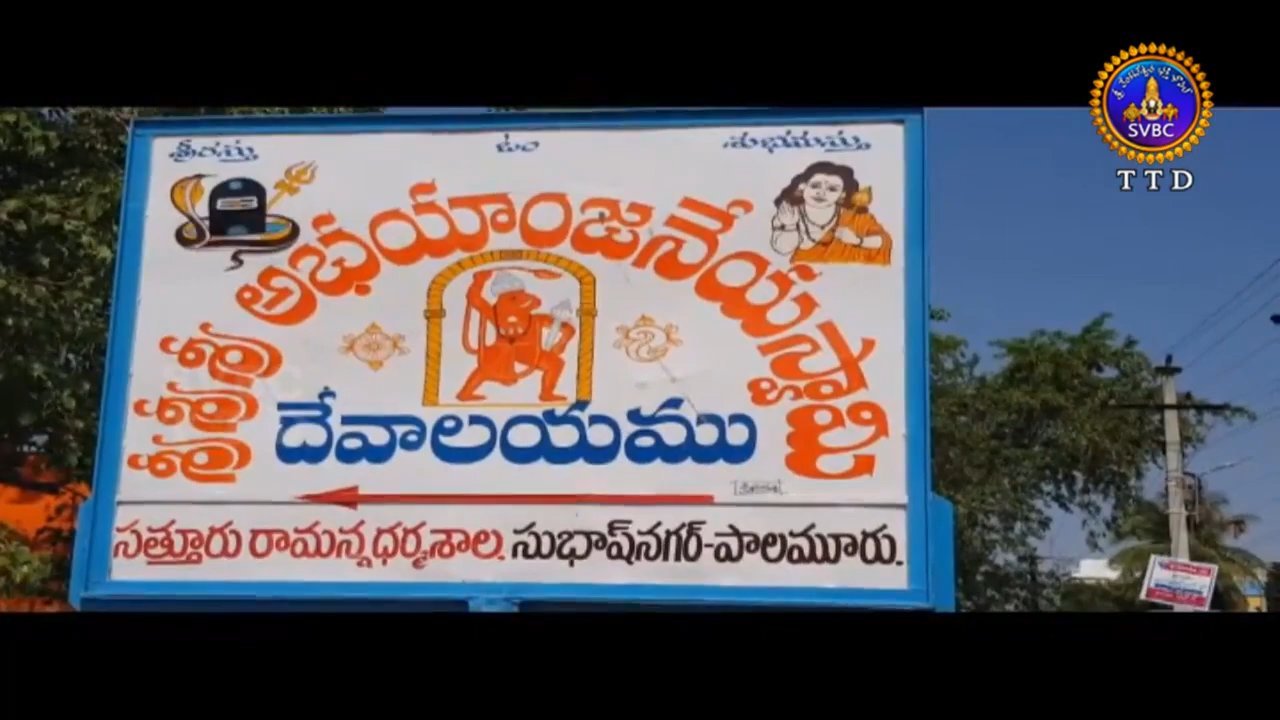 శ్రీరస్తు ఓం శుభమస్తు
శ్రీ శ్రీ శ్రీ
అభయాంజనేయస్వామి
దేవాలయము
సత్తూరు రామన్న ధర్మశాల, సుభాష్‌నగర్-పాలమూరు.
SVBC
TTD